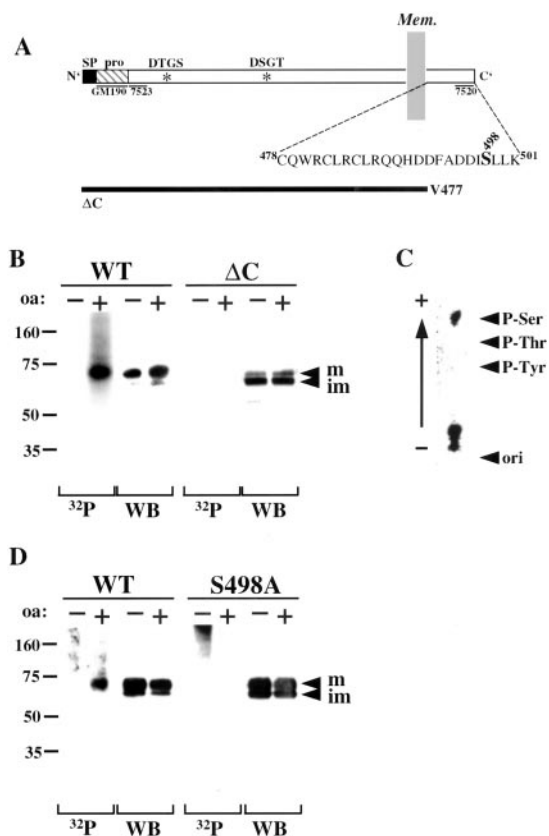 A
Mem.
SP pro DTGS DSGT
N‘ * * C‘
GM190 7523 7520
498
478CQWRCLRCLRQQHDDFADDISLLK501
ΔC V477
B
WT ΔC
oa: − + − + − + − +
160
75
m
im
50
35
32P WB 32P WB
C
+
P-Ser
P-Thr
P-Tyr
−
ori
D
WT S498A
oa: − + − + − + − +
160
75
m
im
50
35
32P WB 32P WB